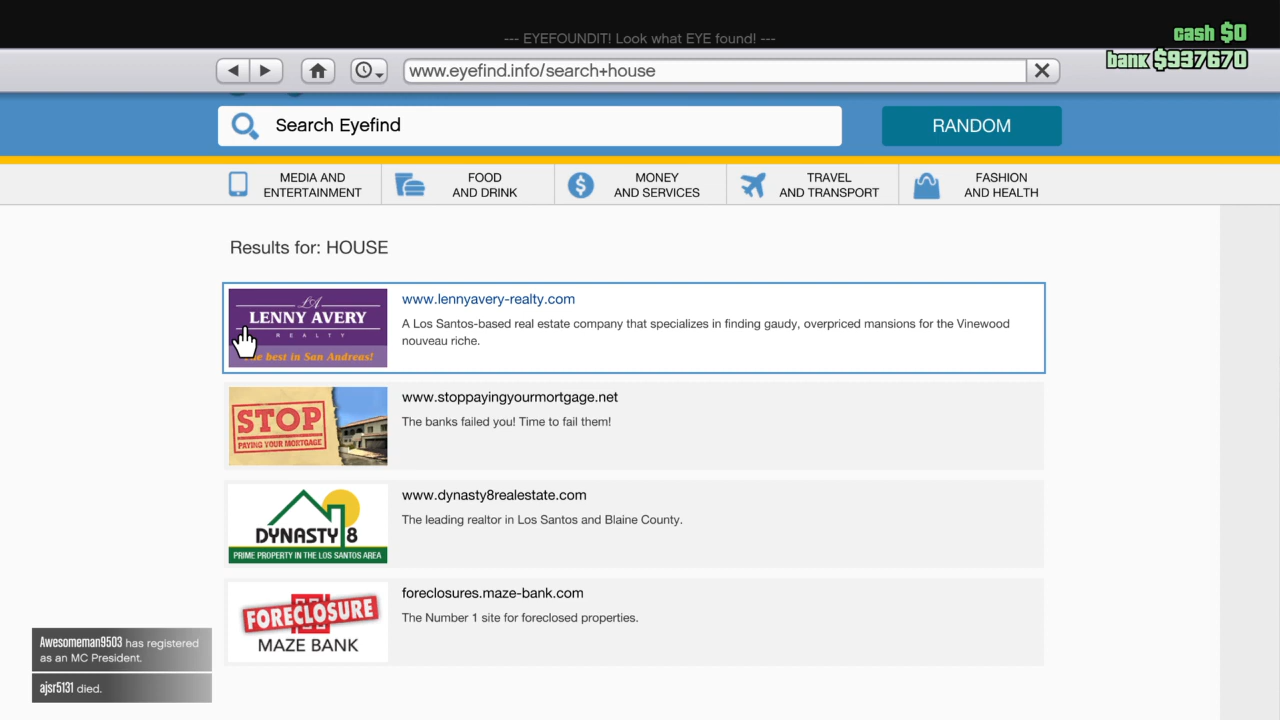 --- EYEFOUNDIT! Look what EYE found! ---
cash $0
bank $937670
www.eyefind.info/search+house
Search Eyefind
RANDOM
MEDIA AND
ENTERTAINMENT
FOOD
AND DRINK
MONEY
AND SERVICES
TRAVEL
AND TRANSPORT
FASHION
AND HEALTH
Results for: HOUSE
LA
LENNY AVERY
REALTY
The best in San Andreas!
www.lennyavery-realty.com
A Los Santos-based real estate company that specializes in finding gaudy, overpriced mansions for the Vinewood
nouveau riche.
STOP
PAYING YOUR MORTGAGE
www.stoppayingyourmortgage.net
The banks failed you! Time to fail them!
DYNASTY 8
PRIME PROPERTY IN THE LOS SANTOS AREA
www.dynasty8realestate.com
The leading realtor in Los Santos and Blaine County.
FORECLOSURE
MAZE BANK
foreclosures.maze-bank.com
The Number 1 site for foreclosed properties.
Awesomeman9503 has registered
as an MC President.
ajsr5131 died.